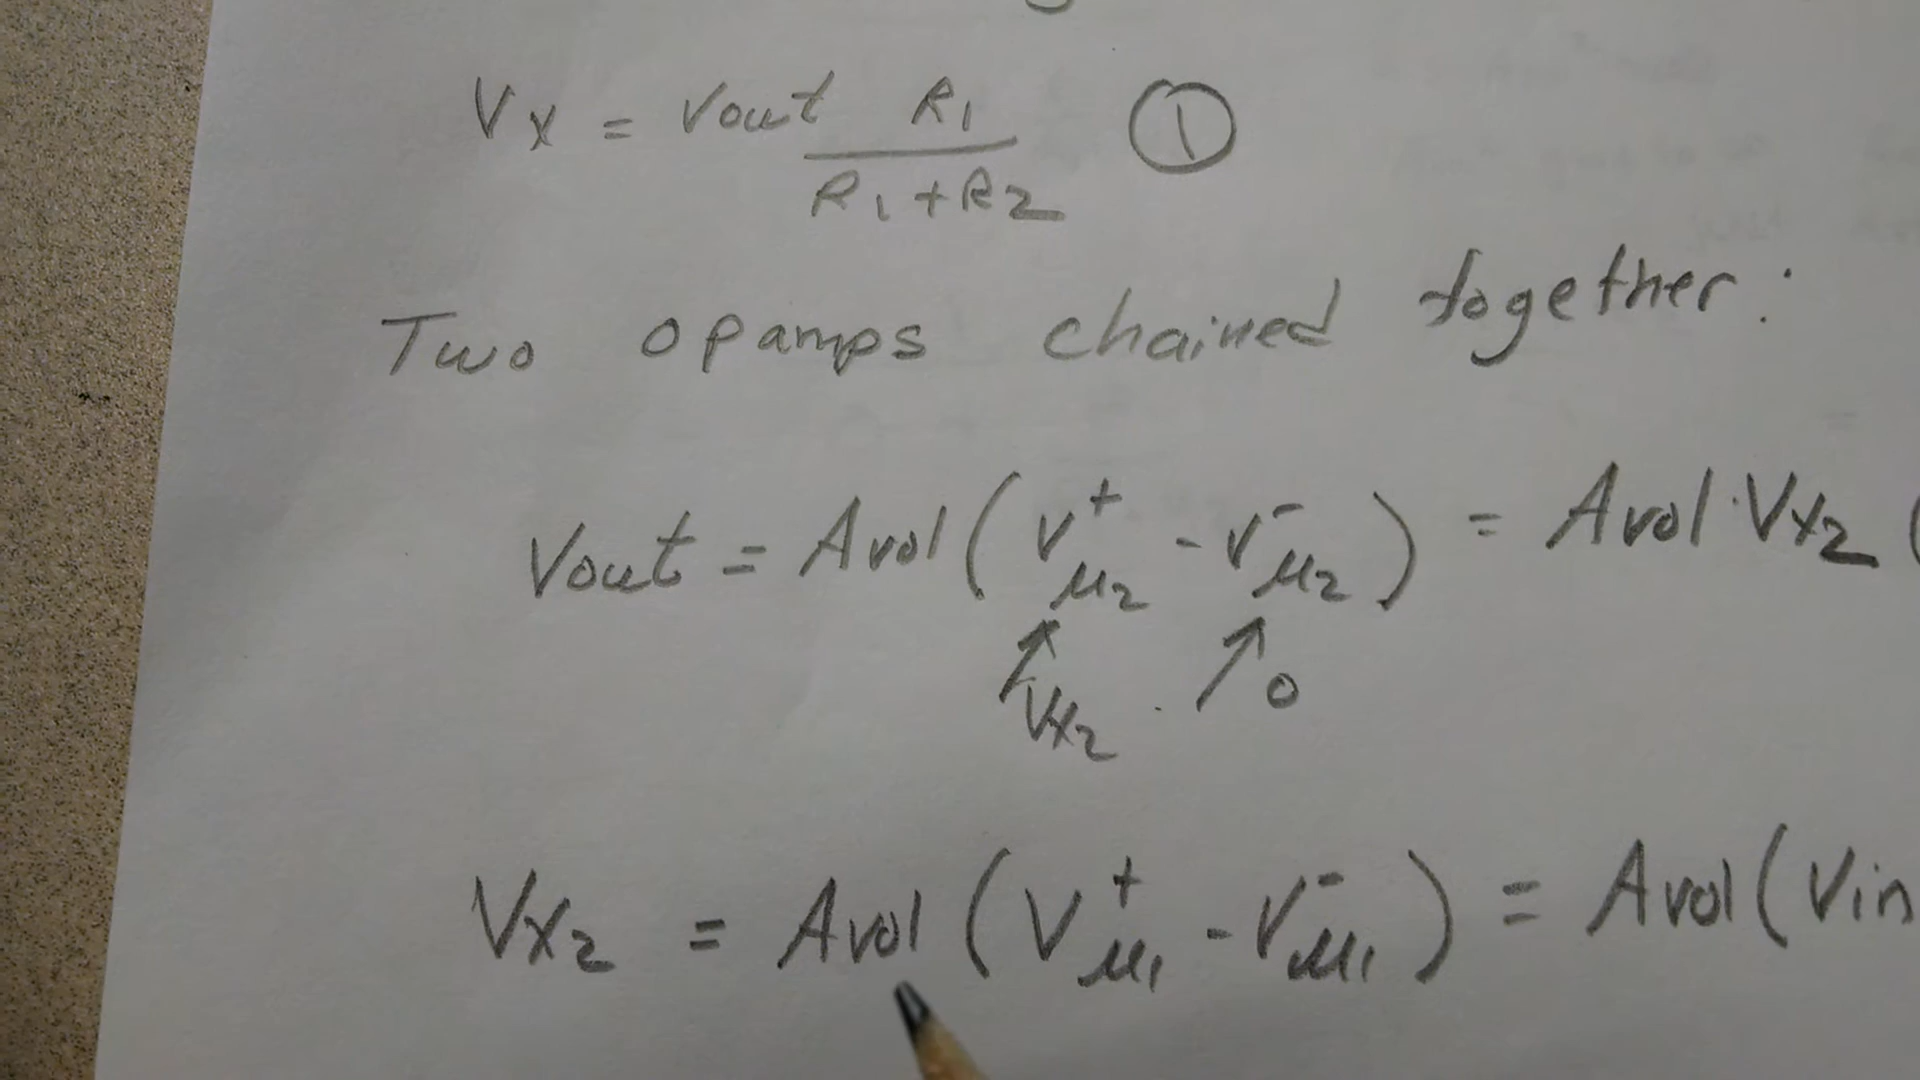 Vx = Vout R1 / R1+R2 ①
Two opamps chained together:
Vout = Avol (V⁺μ2 - V⁻μ2) = Avol · Vx2 (
↑ Vx2 . ↑ 0
Vx2 = Avol (V⁺μ1 - V⁻μ1) = Avol (Vin